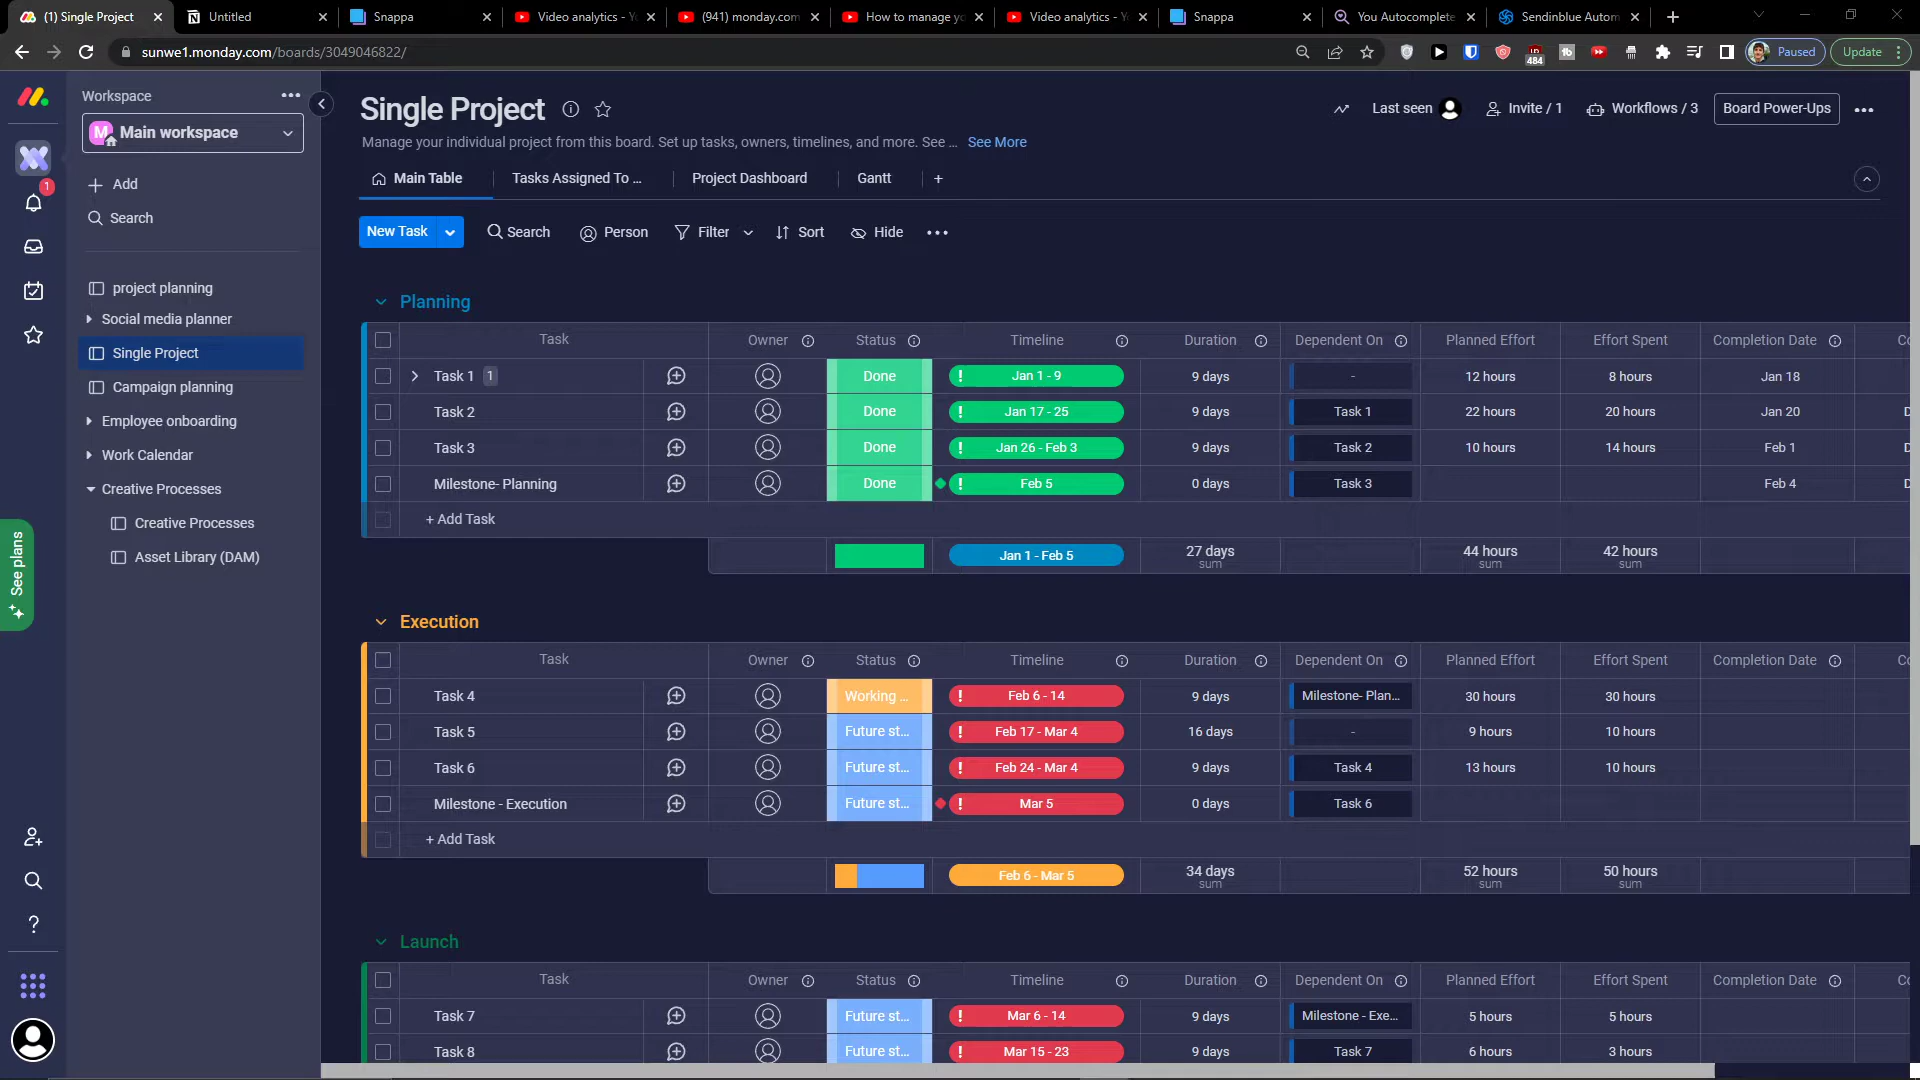 (1) Single Project
Untitled
Snappa
Video analytics - Y
(941) monday.com
How to manage yo
Video analytics - Y
Snappa
You Autocomplete
Sendinblue Autom
sunwe1.monday.com/boards/3049046822/
484
Paused
Update
Workspace
M
Main workspace
1
Add
Search
project planning
Social media planner
Single Project
Campaign planning
Employee onboarding
Work Calendar
Creative Processes
Creative Processes
Asset Library (DAM)
See plans
Single Project
Last seen
Invite / 1
Workflows / 3
Board Power-Ups
Manage your individual project from this board. Set up tasks, owners, timelines, and more. See ... See More
Main Table
Tasks Assigned To ...
Project Dashboard
Gantt
+
New Task
Search
Person
Filter
Sort
Hide
Planning
Task Owner Status Timeline Duration Dependent On Planned Effort Effort Spent Completion Date
Task 1 1 Done ! Jan 1 - 9 9 days - 12 hours 8 hours Jan 18
Task 2 Done ! Jan 17 - 25 9 days Task 1 22 hours 20 hours Jan 20
Task 3 Done ! Jan 26 - Feb 3 9 days Task 2 10 hours 14 hours Feb 1
Milestone- Planning Done ! Feb 5 0 days Task 3 Feb 4
+ Add Task
Jan 1 - Feb 5 27 days 44 hours 42 hours
sum sum sum
Execution
Task Owner Status Timeline Duration Dependent On Planned Effort Effort Spent Completion Date
Task 4 Working ... ! Feb 6 - 14 9 days Milestone- Plan... 30 hours 30 hours
Task 5 Future st... ! Feb 17 - Mar 4 16 days - 9 hours 10 hours
Task 6 Future st... ! Feb 24 - Mar 4 9 days Task 4 13 hours 10 hours
Milestone - Execution Future st... ! Mar 5 0 days Task 6
+ Add Task
Feb 6 - Mar 5 34 days 52 hours 50 hours
sum sum sum
Launch
Task Owner Status Timeline Duration Dependent On Planned Effort Effort Spent Completion Date
Task 7 Future st... ! Mar 6 - 14 9 days Milestone - Exe... 5 hours 5 hours
Task 8 Future st... ! Mar 15 - 23 9 days Task 7 6 hours 3 hours